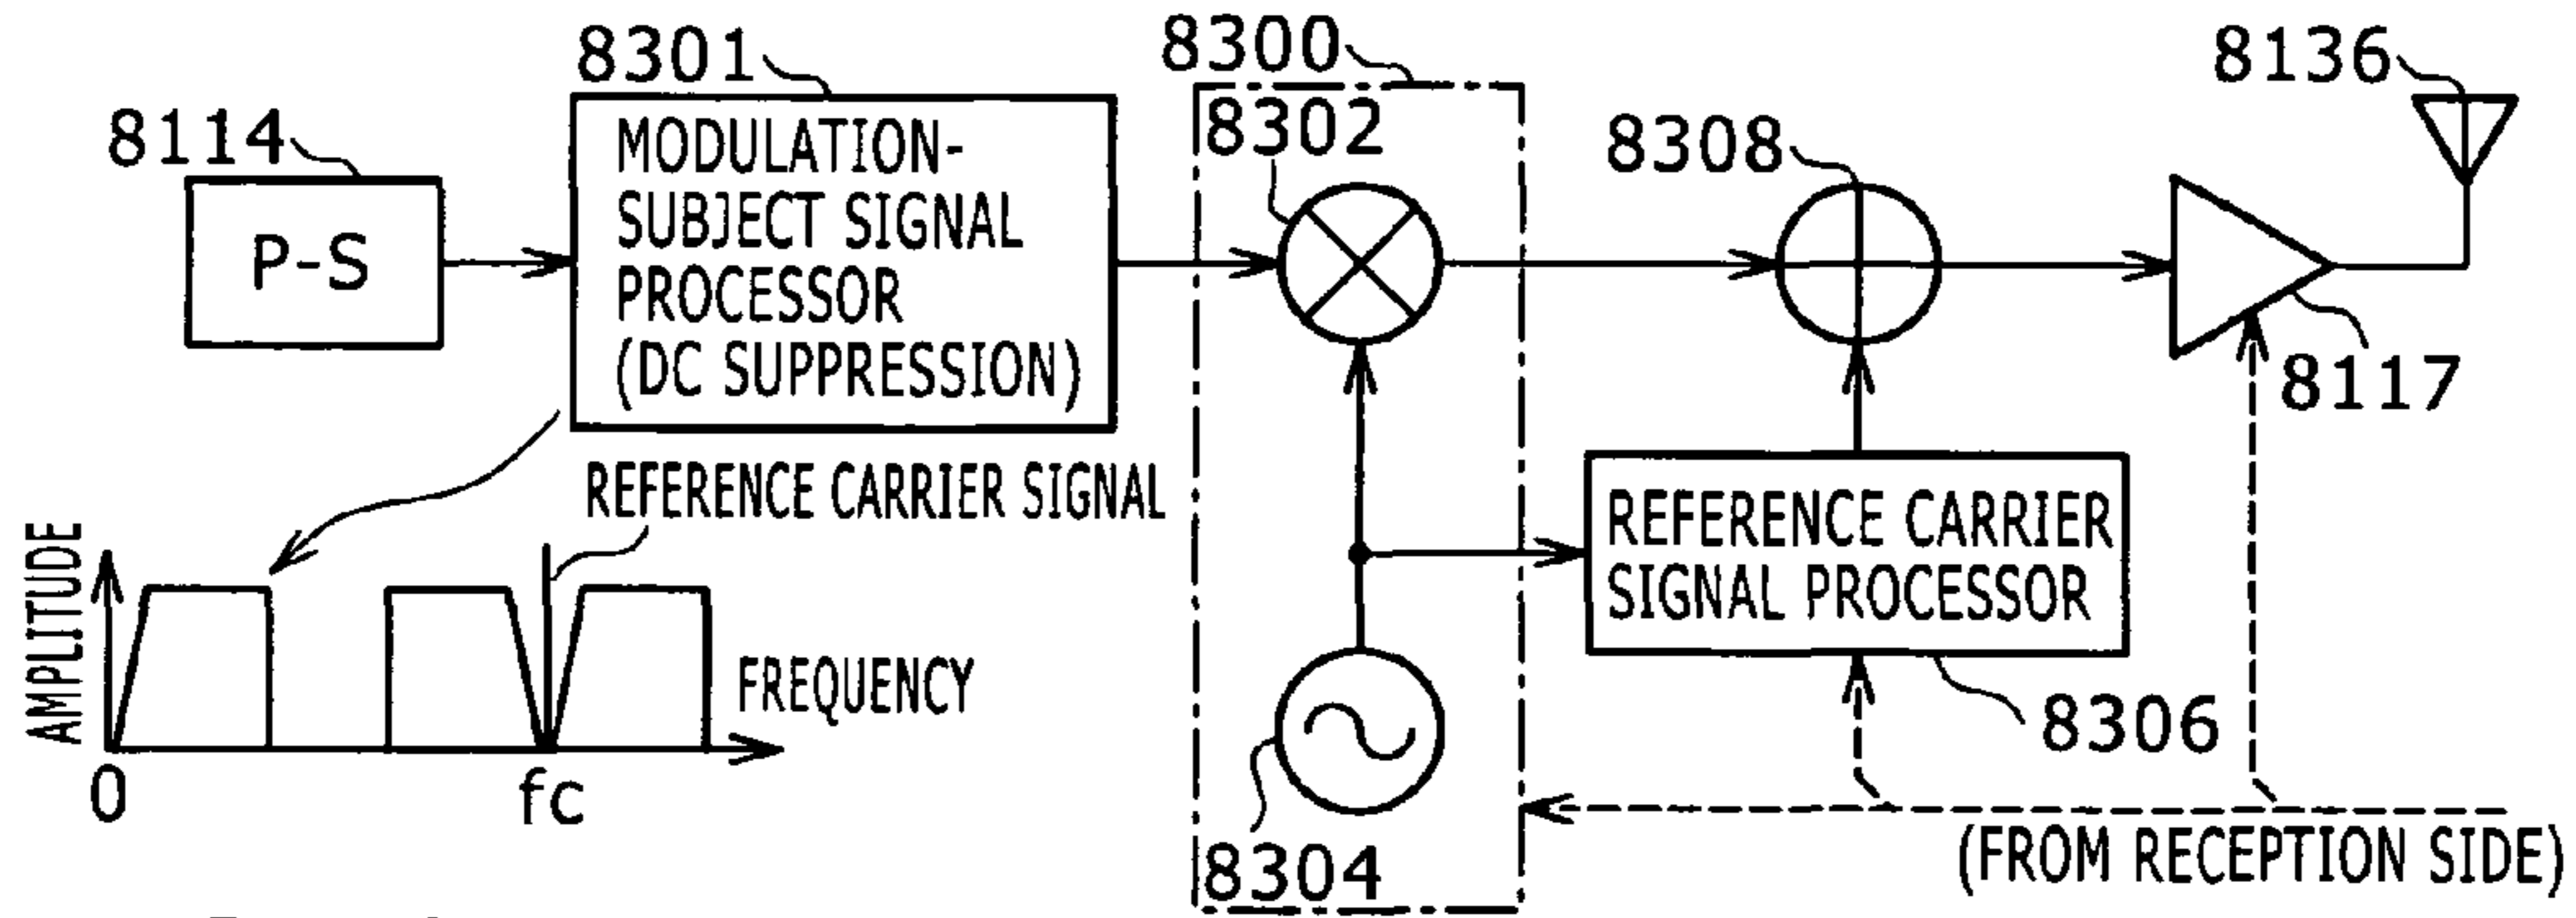 8300
8301
8136
8114
MODULATION-
SUBJECT SIGNAL
PROCESSOR
(DC SUPPRESSION)
8302
8308
P-S
8117
REFERENCE CARRIER SIGNAL
REFERENCE CARRIER
SIGNAL PROCESSOR
AMPLITUDE
FREQUENCY
8306
0
fc
8304
(FROM RECEPTION SIDE)